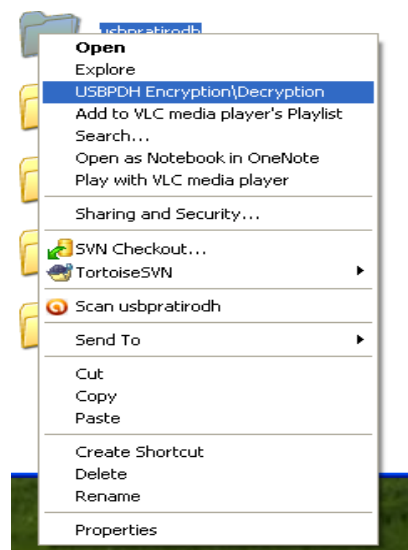 usbpratirodh
Open
Explore
USBPDH Encryption\Decryption
Add to VLC media player's Playlist
Search...
Open as Notebook in OneNote
Play with VLC media player
Sharing and Security...
SVN Checkout...
TortoiseSVN
Scan usbpratirodh
Send To
Cut
Copy
Paste
Create Shortcut
Delete
Rename
Properties